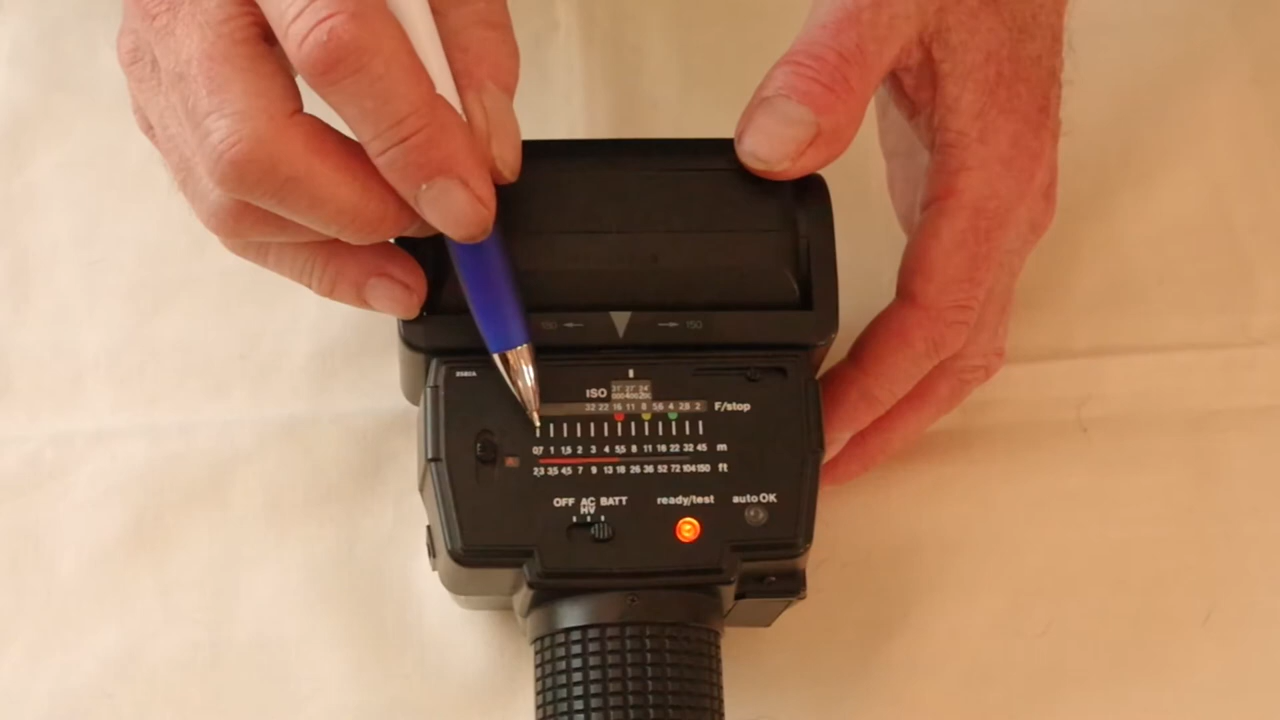 150 ← → 150
ISO
32 22 16 11 8 5,6 4 2,8 2 F/stop
0,7 1 1,5 2 3 4 5,5 8 11 16 22 32 45 m
2,3 3,5 4,5 7 9 13 18 26 36 52 72 104 150 ft
OFF AC BATT ready/test auto OK
HV